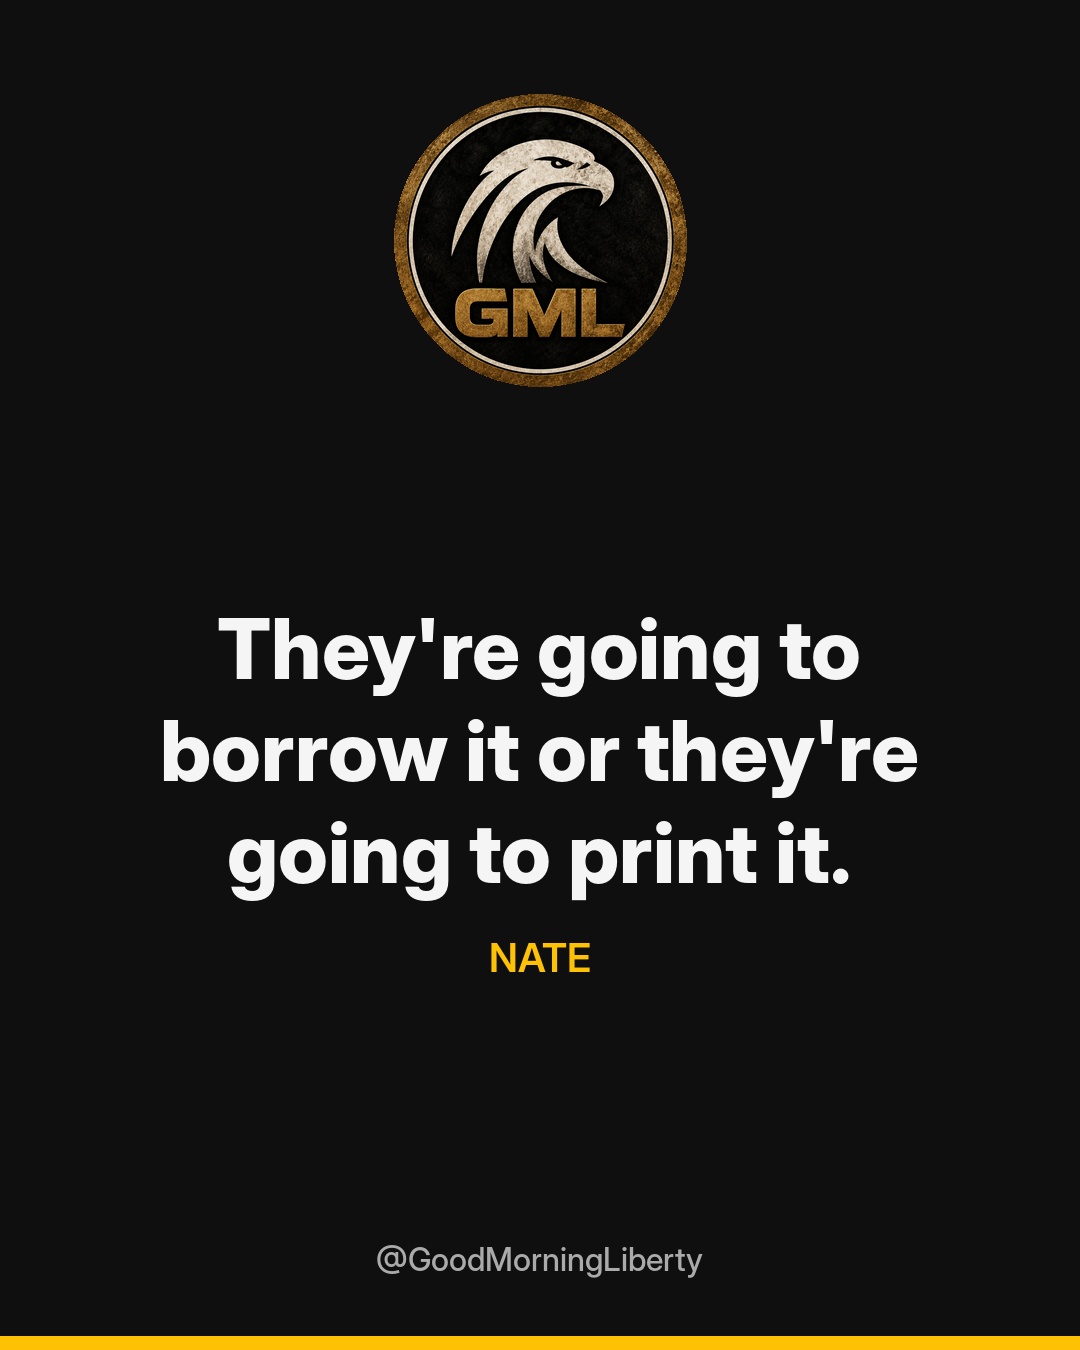 GML
They're going to
borrow it or they're
going to print it.
NATE
@GoodMorningLiberty